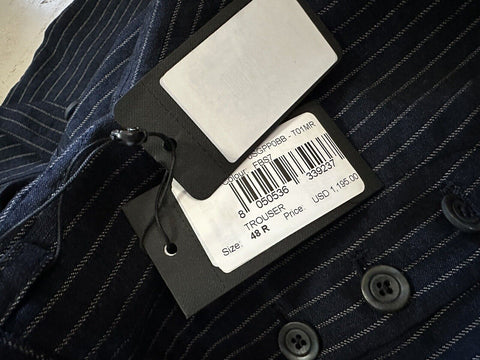 USGPP0BB - T01MR
Colour: FBS7
8 050536 339237
TROUSER
Size: 48 R Price: USD 1,195.00